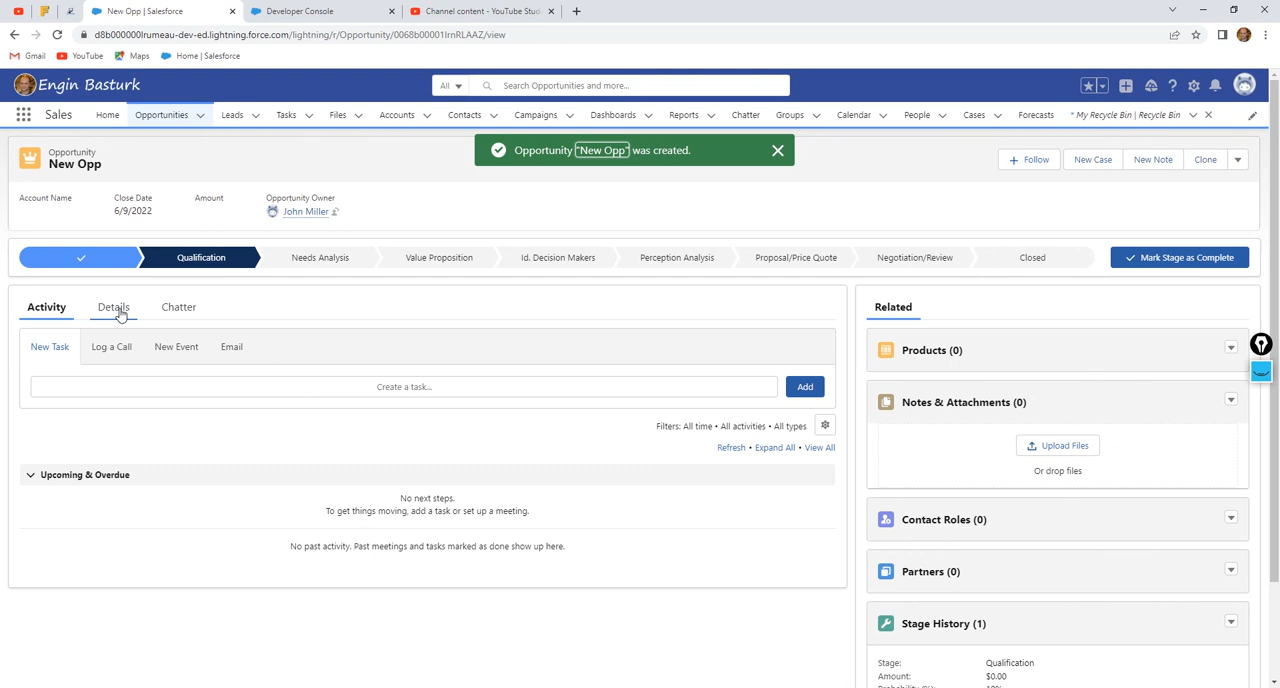 New Opp | Salesforce
Developer Console
Channel content - YouTube Stud
d8b000000lrumeau-dev-ed.lightning.force.com/lightning/r/Opportunity/0068b00001IrnRLAAZ/view
Gmail
YouTube
Maps
Home | Salesforce
Engin Basturk
All
Search Opportunities and more...
Sales
Home
Opportunities
Leads
Tasks
Files
Accounts
Contacts
Campaigns
Dashboards
Reports
Chatter
Groups
Calendar
People
Cases
Forecasts
* My Recycle Bin | Recycle Bin
Opportunity "New Opp" was created.
Opportunity
New Opp
Follow
New Case
New Note
Clone
Account Name
Close Date
Amount
Opportunity Owner
6/9/2022
John Miller
Qualification
Needs Analysis
Value Proposition
Id. Decision Makers
Perception Analysis
Proposal/Price Quote
Negotiation/Review
Closed
Mark Stage as Complete
Activity
Details
Chatter
New Task
Log a Call
New Event
Email
Create a task...
Add
Filters: All time • All activities • All types
Refresh • Expand All • View All
Upcoming & Overdue
No next steps.
To get things moving, add a task or set up a meeting.
No past activity. Past meetings and tasks marked as done show up here.
Related
Products (0)
Notes & Attachments (0)
Upload Files
Or drop files
Contact Roles (0)
Partners (0)
Stage History (1)
Stage:
Qualification
Amount:
$0.00
Probability (%):
10%